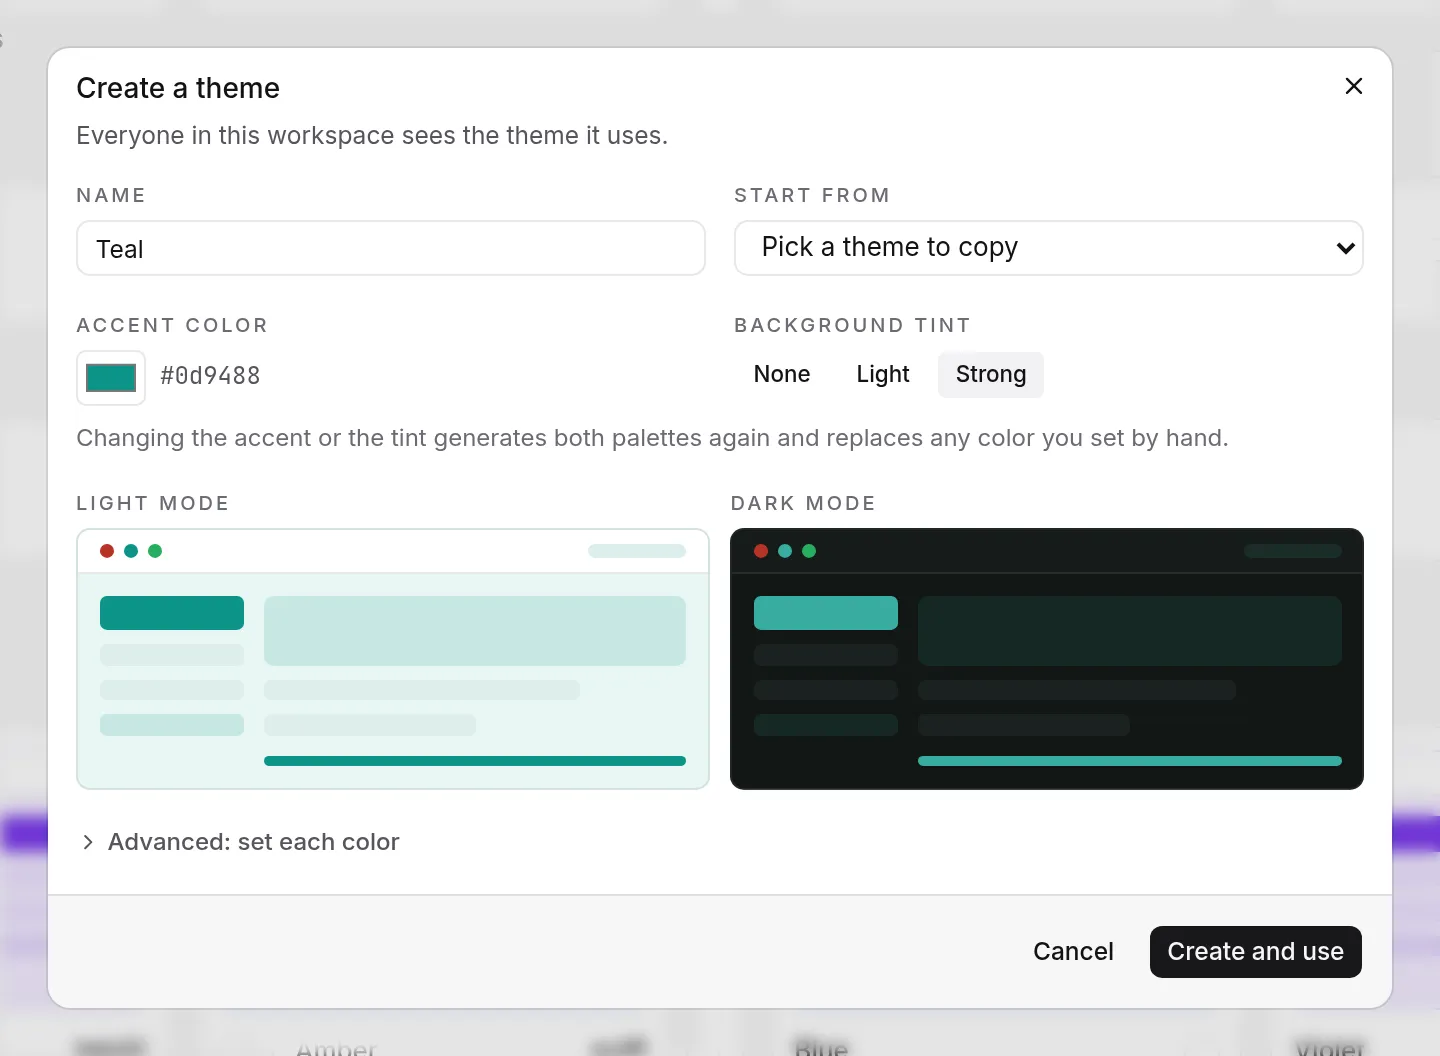 Create a theme
Everyone in this workspace sees the theme it uses.
NAME
START FROM
Teal
Pick a theme to copy
ACCENT COLOR
BACKGROUND TINT
#0d9488
None
Light
Strong
Changing the accent or the tint generates both palettes again and replaces any color you set by hand.
LIGHT MODE
DARK MODE
Advanced: set each color
Cancel
Create and use
Amber
Blue
Violet